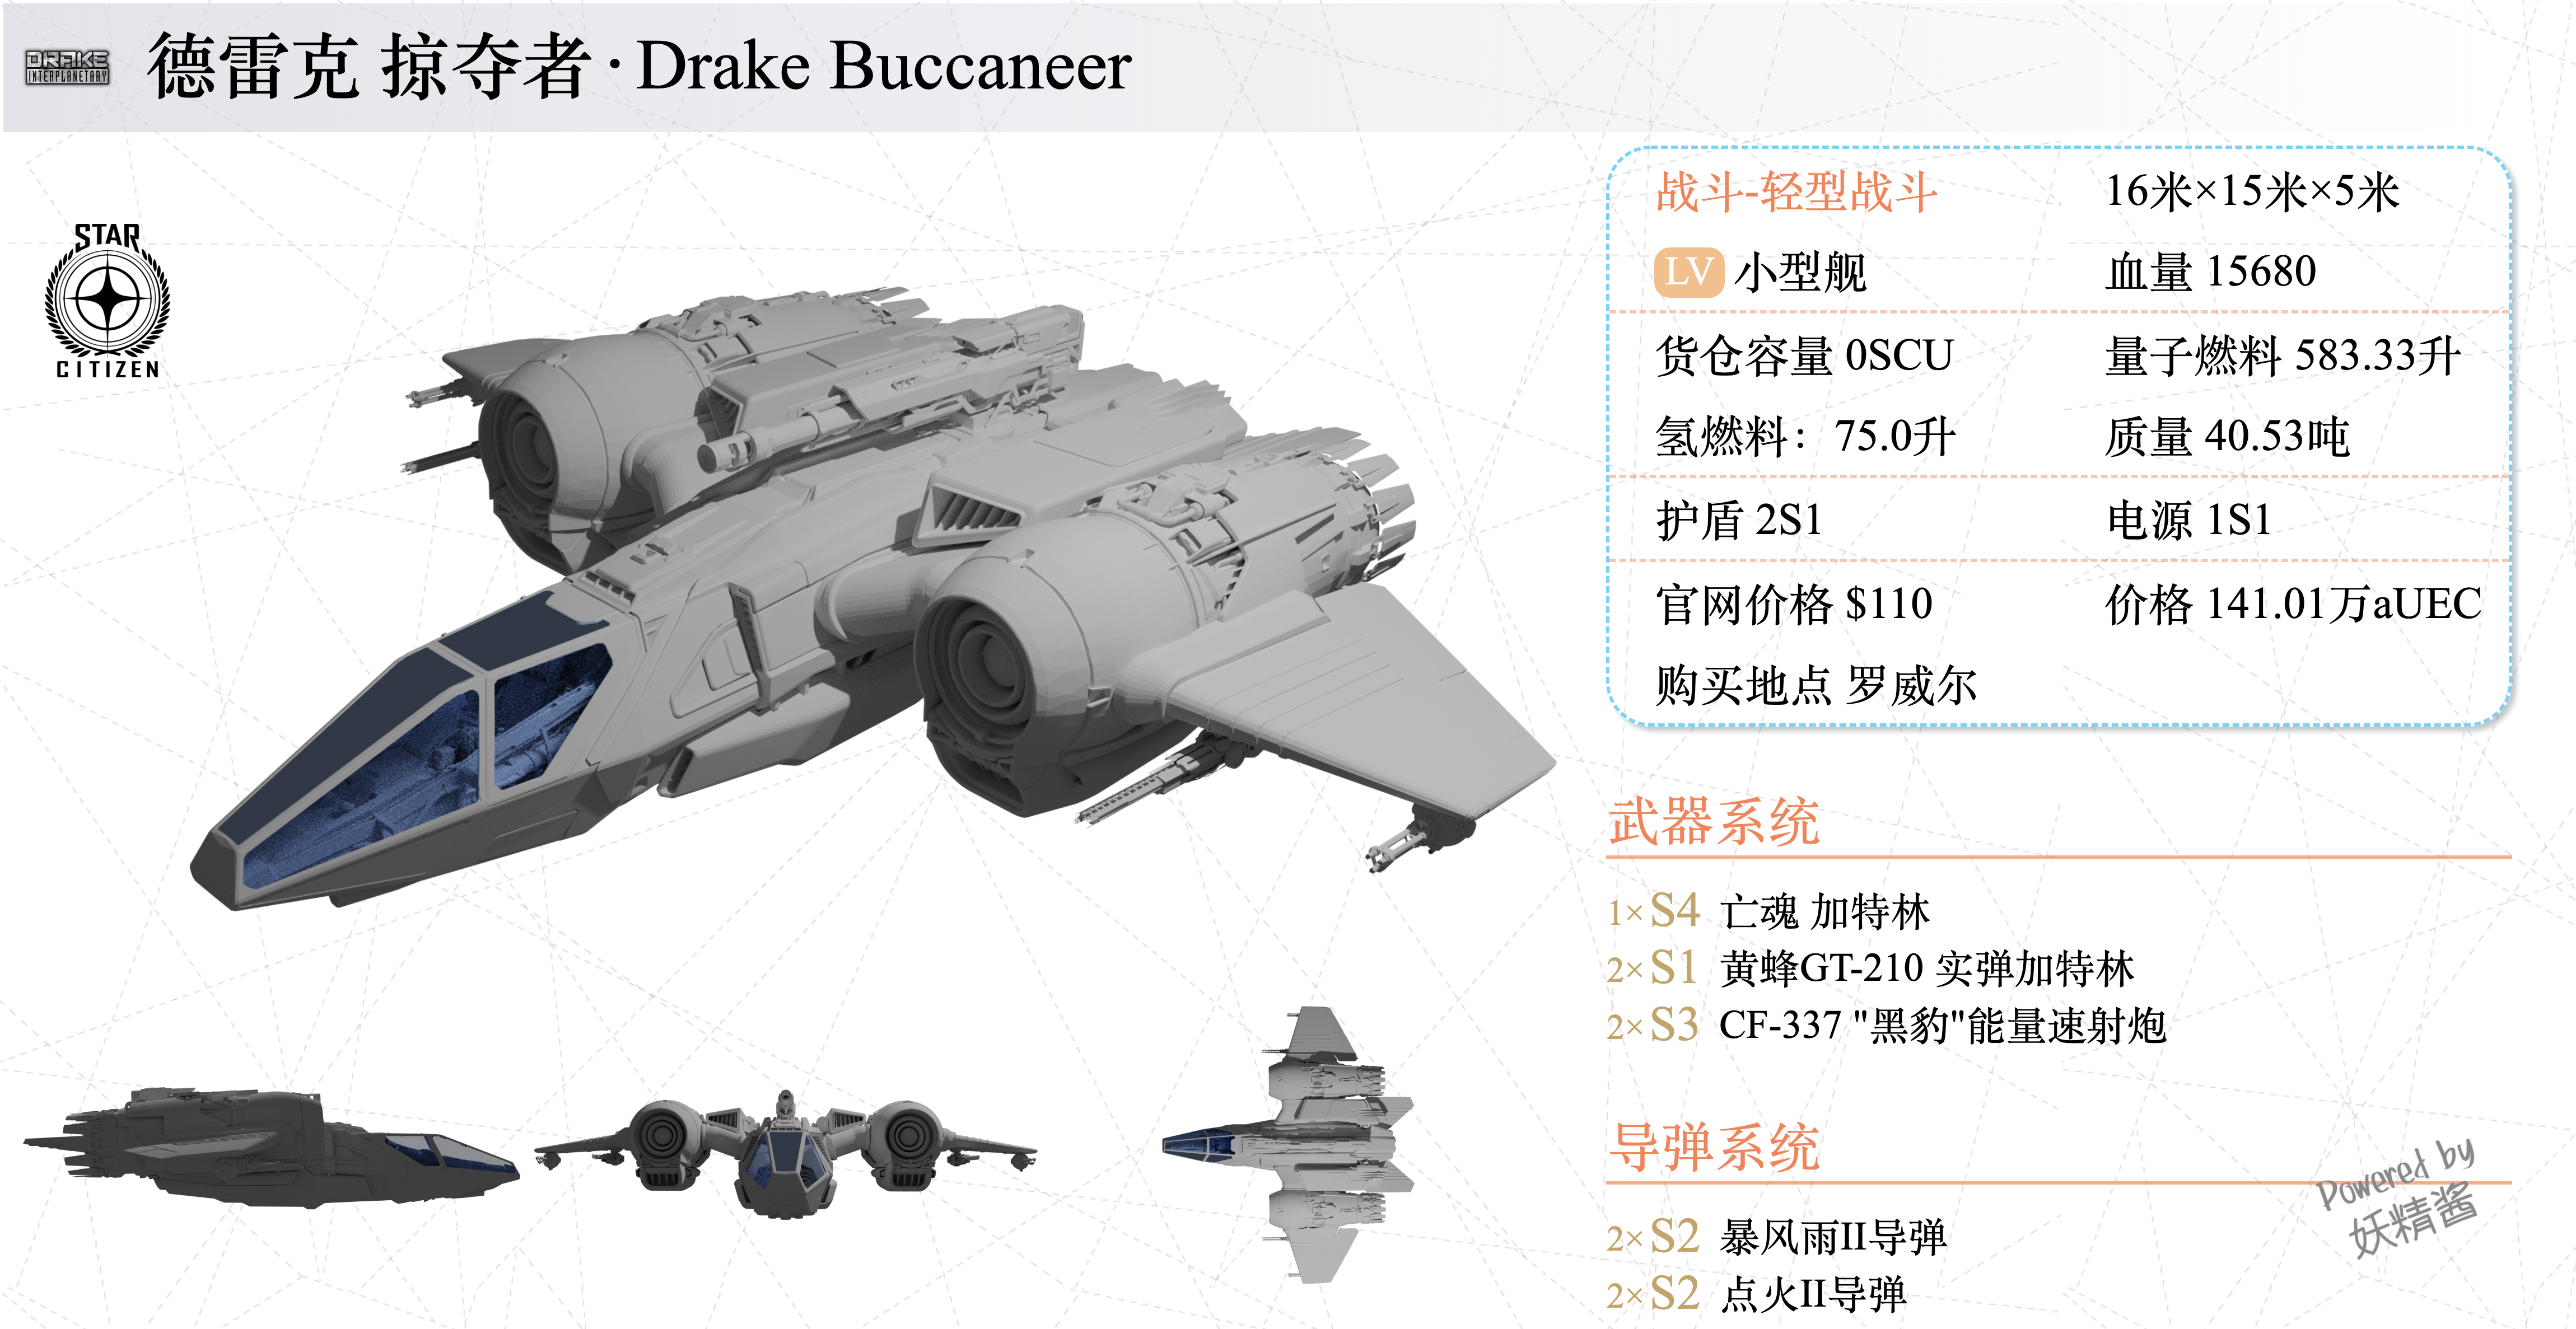 DRAKE
INTERPLANETARY
德雷克 掠夺者·Drake Buccaneer
STAR
CITIZEN
战斗-轻型战斗 16米×15米×5米
LV 小型舰 血量 15680
货仓容量 0SCU 量子燃料 583.33升
氢燃料：75.0升 质量 40.53吨
护盾 2S1 电源 1S1
官网价格 $110 价格 141.01万aUEC
购买地点 罗威尔
武器系统
1× S4 亡魂 加特林
2× S1 黄蜂GT-210 实弹加特林
2× S3 CF-337 "黑豹"能量速射炮
导弹系统
2× S2 暴风雨II导弹
2× S2 点火II导弹
Powered by
妖精酱